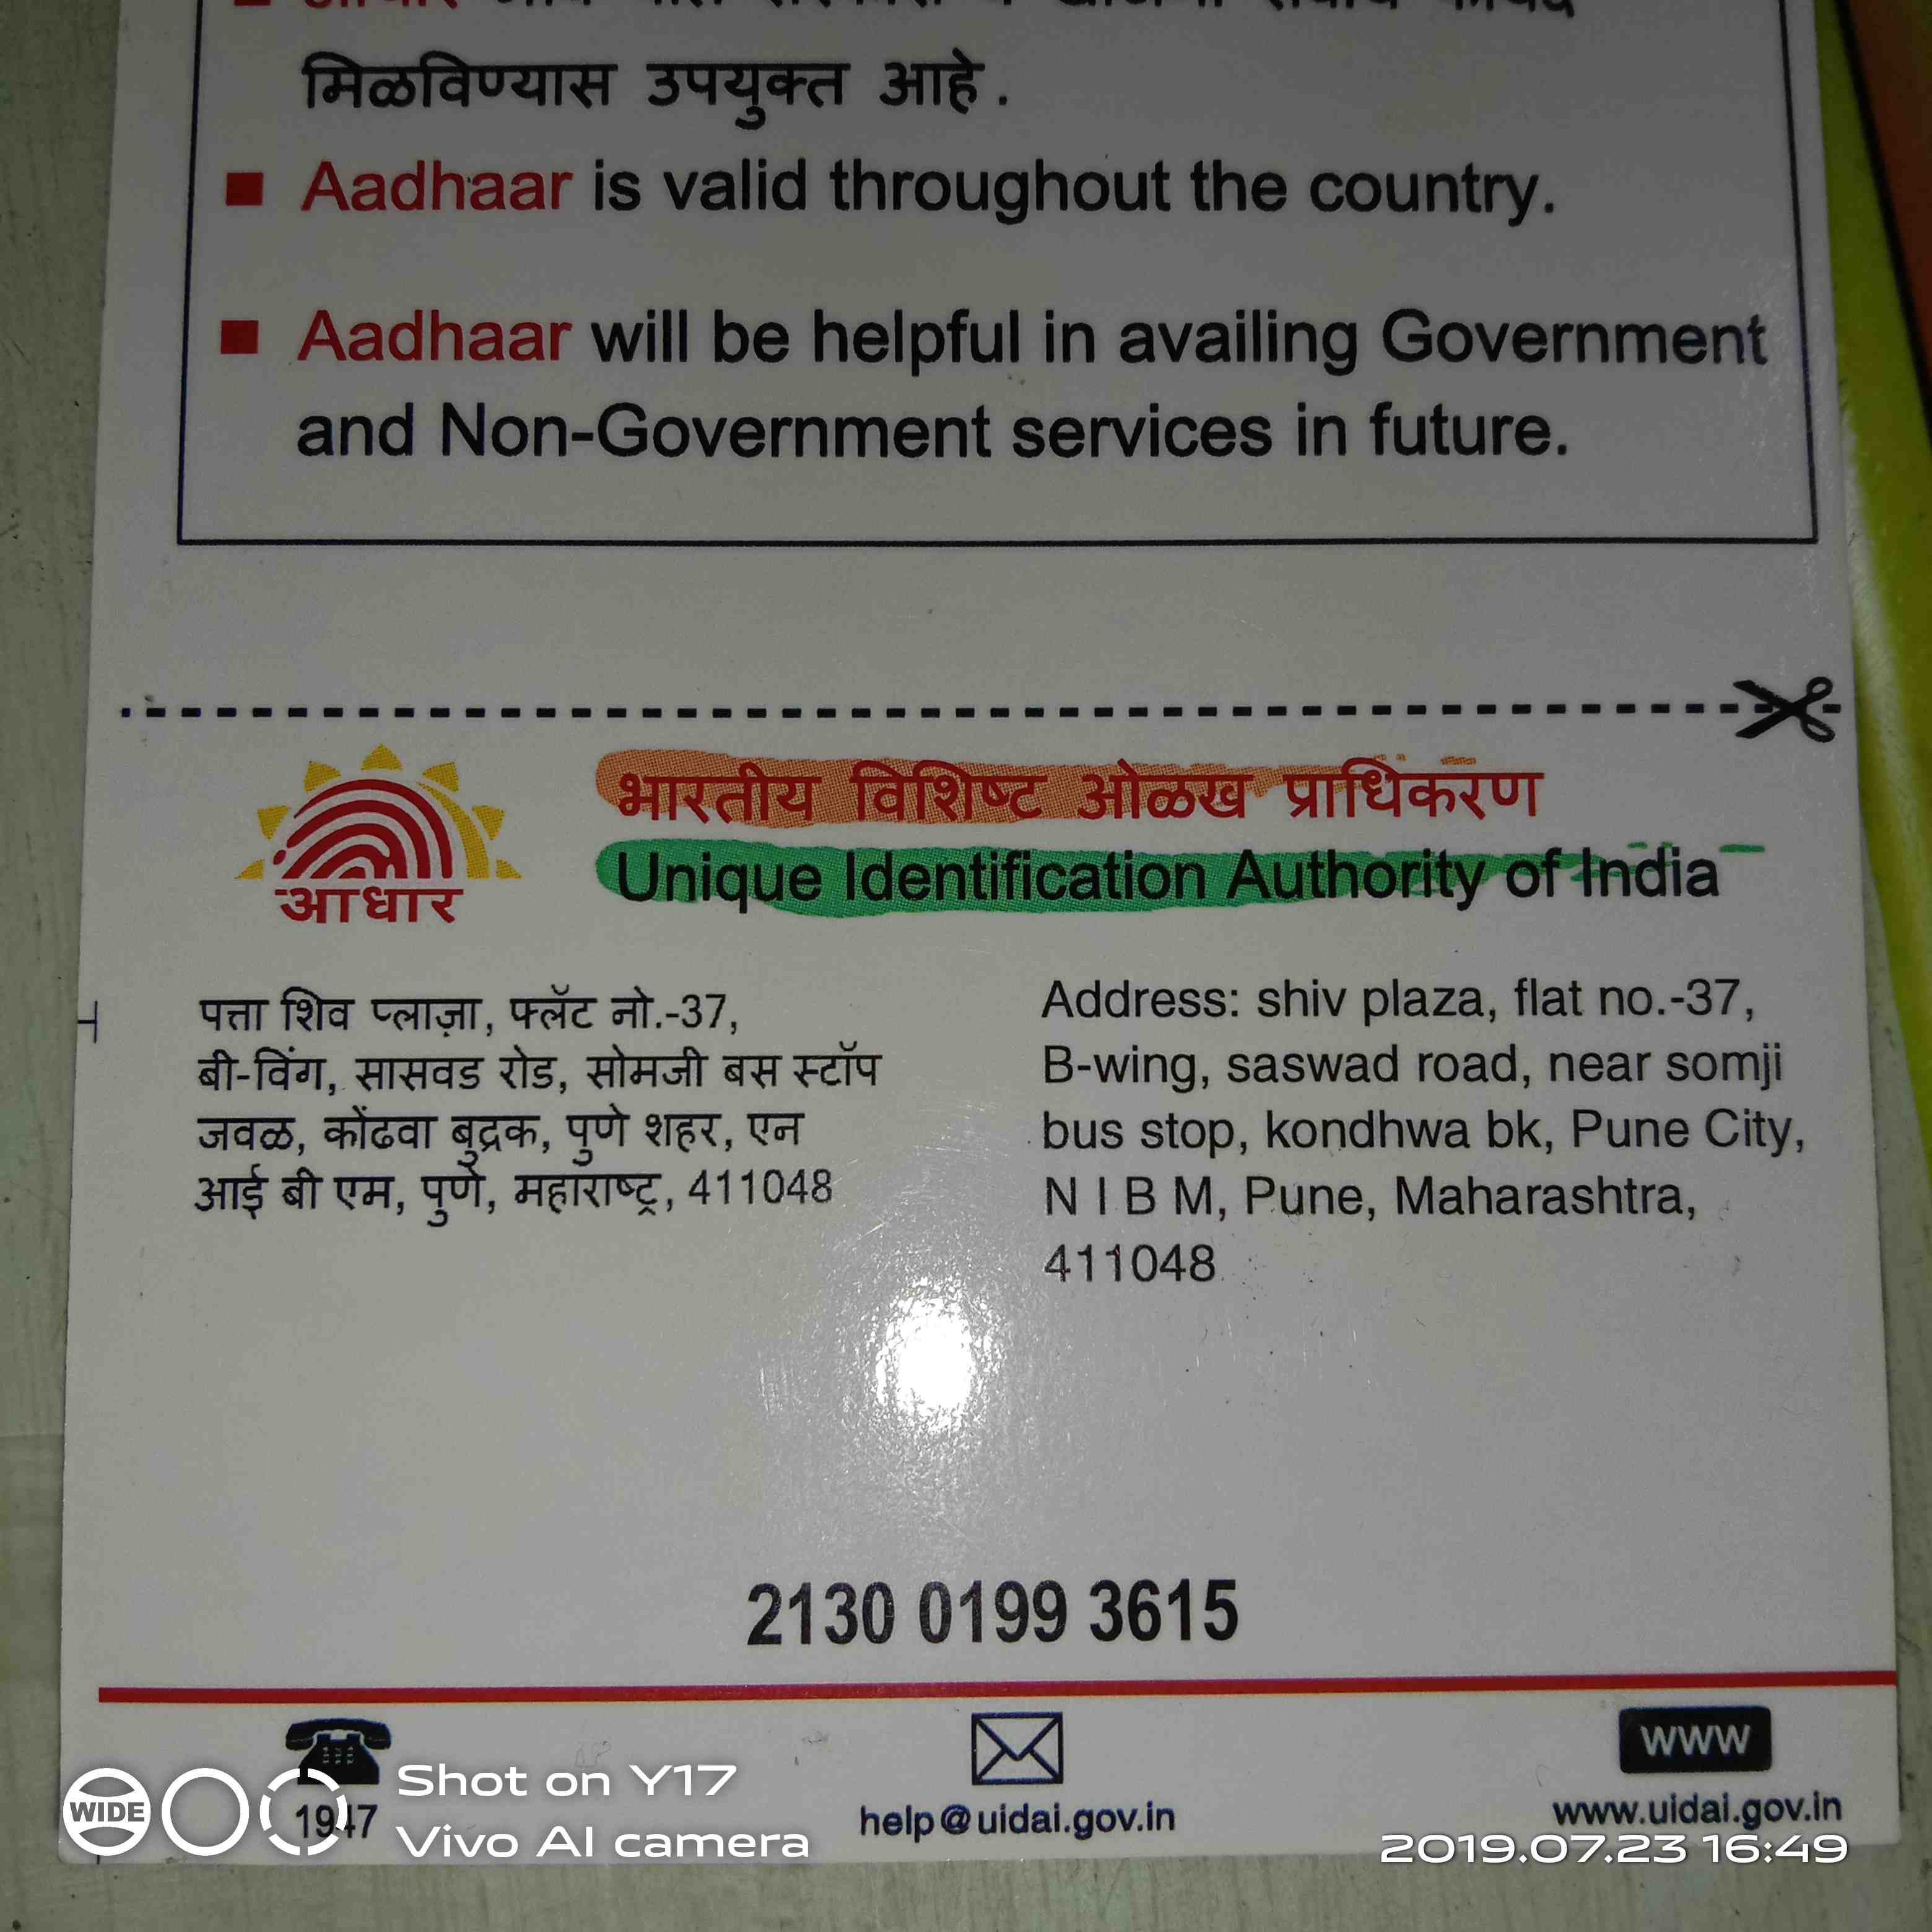 मिळविण्यास उपयुक्त आहे.
■ Aadhaar is valid throughout the country.
■ Aadhaar will be helpful in availing Government
and Non-Government services in future.
आधार
भारतीय विशिष्ट ओळख प्राधिकरण
Unique Identification Authority of India
पत्ता शिव प्लाज़ा, फ्लॅट नो.-37,
बी-विंग, सासवड रोड, सोमजी बस स्टॉप
जवळ, कोंढवा बुद्रक, पुणे शहर, एन
आई बी एम, पुणे, महाराष्ट्र, 411048
Address: shiv plaza, flat no.-37,
B-wing, saswad road, near somji
bus stop, kondhwa bk, Pune City,
N I B M, Pune, Maharashtra,
411048
2130 0199 3615
1947
help@uidai.gov.in
WWW
www.uidai.gov.in
WIDE
Shot on Y17
Vivo AI camera
2019.07.23 16:49